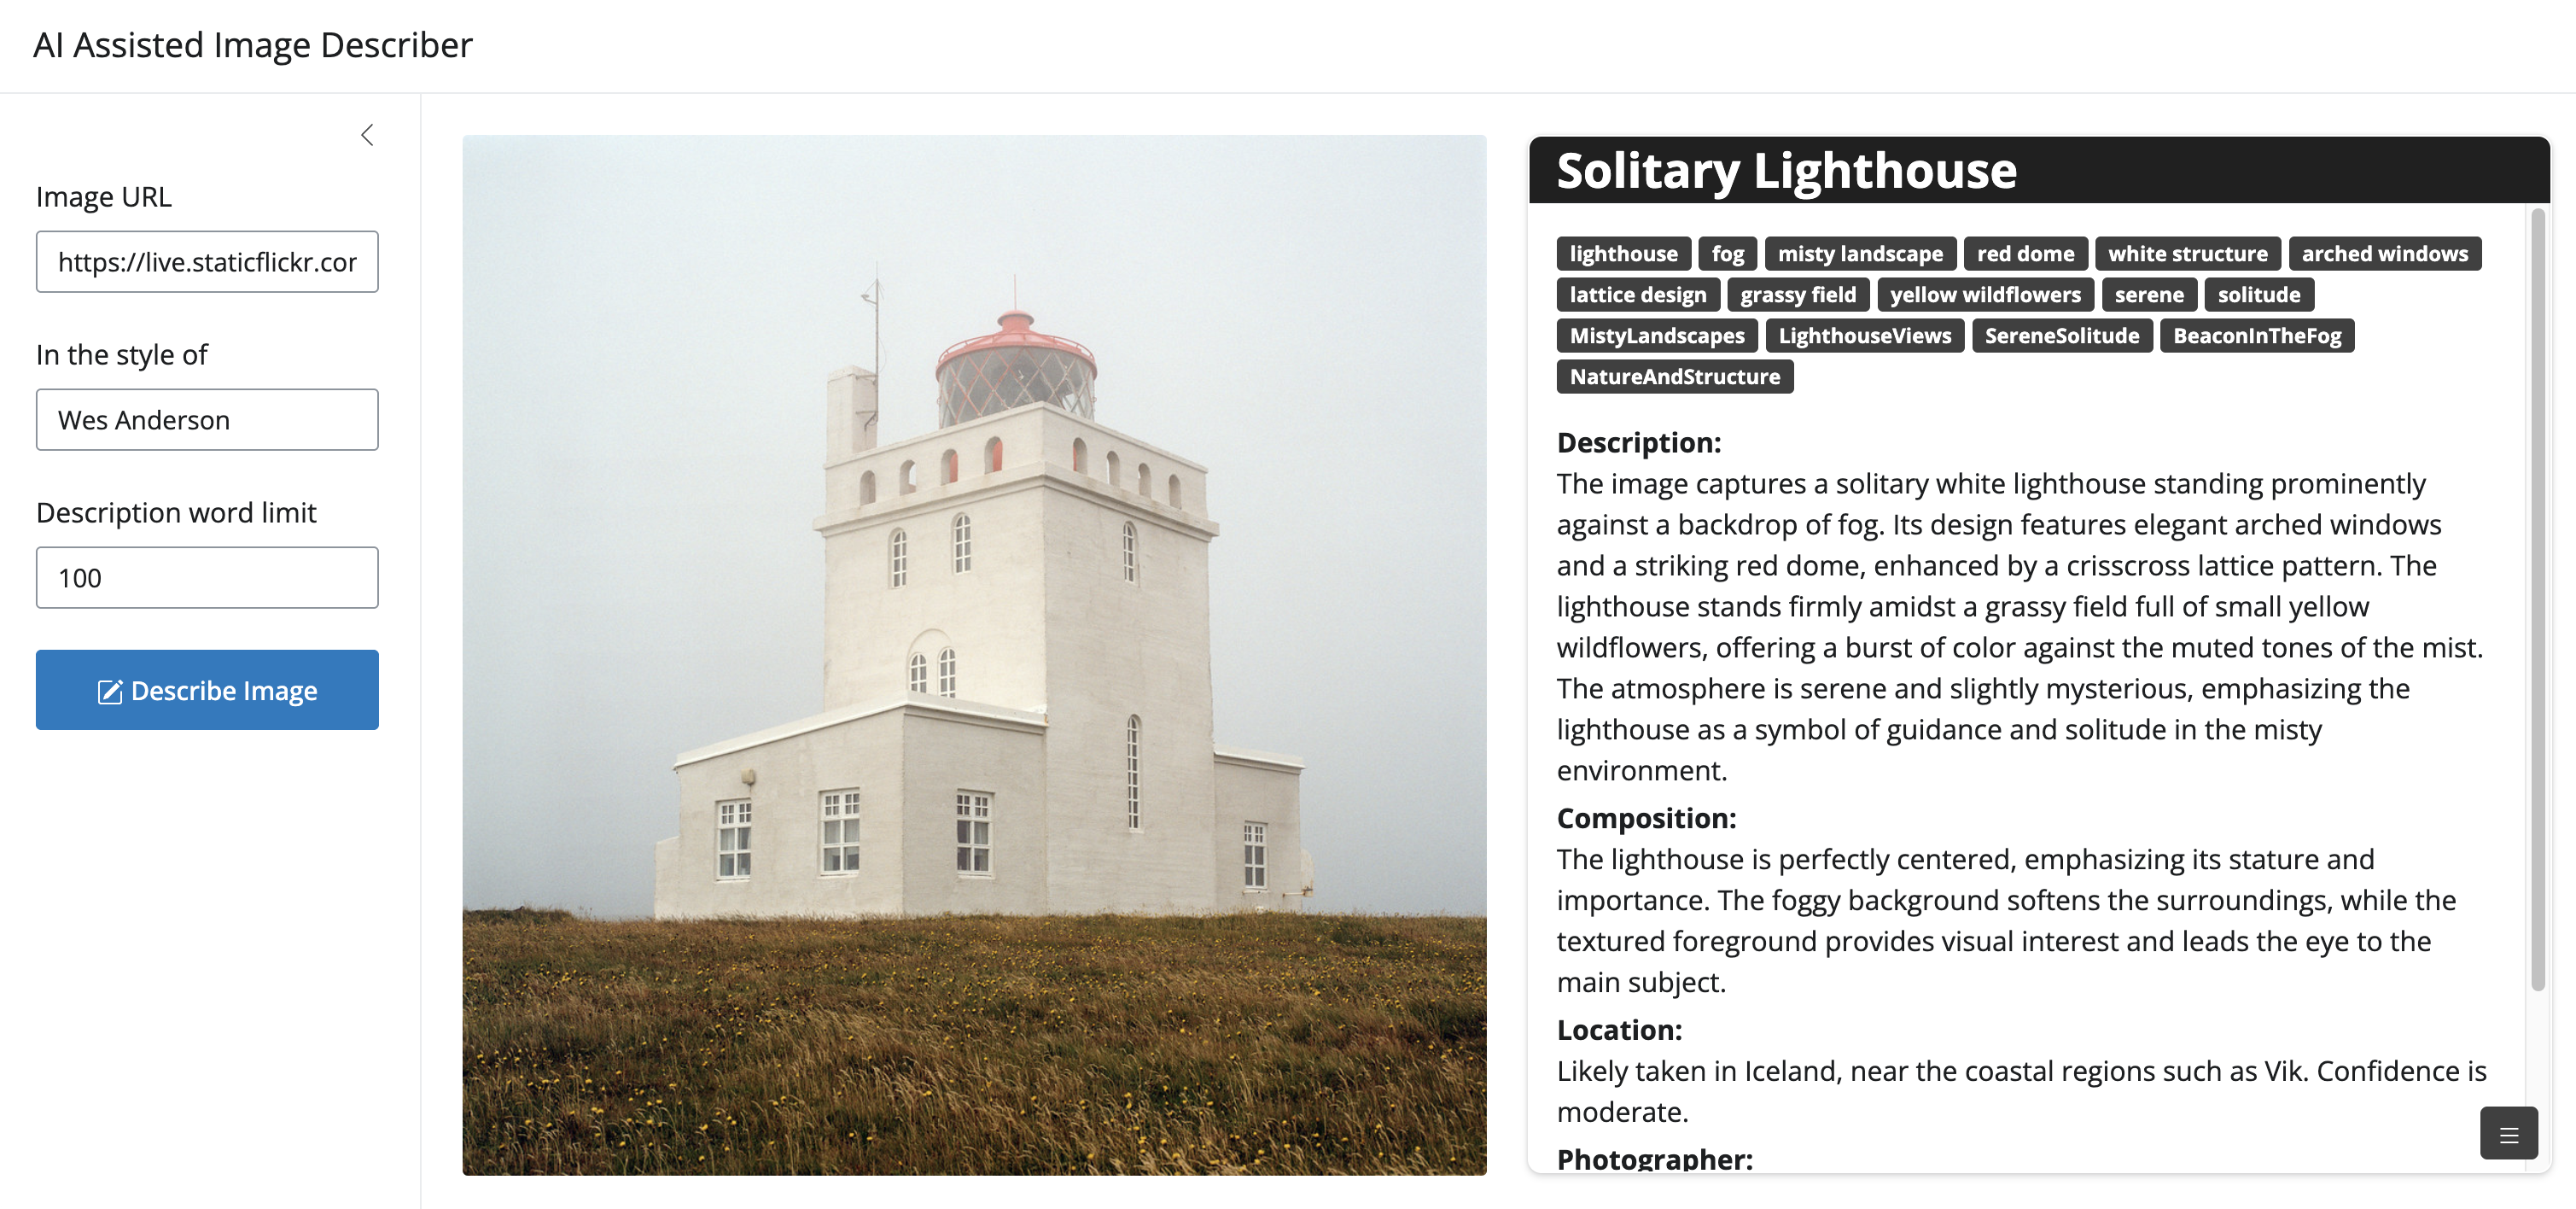 AI Assisted Image Describer
Image URL
https://live.staticflickr.cor
In the style of
Wes Anderson
Description word limit
100
Describe Image
Solitary Lighthouse
lighthouse fog misty landscape red dome white structure arched windows
lattice design grassy field yellow wildflowers serene solitude
MistyLandscapes LighthouseViews SereneSolitude BeaconInTheFog
NatureAndStructure
Description:
The image captures a solitary white lighthouse standing prominently
against a backdrop of fog. Its design features elegant arched windows
and a striking red dome, enhanced by a crisscross lattice pattern. The
lighthouse stands firmly amidst a grassy field full of small yellow
wildflowers, offering a burst of color against the muted tones of the mist.
The atmosphere is serene and slightly mysterious, emphasizing the
lighthouse as a symbol of guidance and solitude in the misty
environment.
Composition:
The lighthouse is perfectly centered, emphasizing its stature and
importance. The foggy background softens the surroundings, while the
textured foreground provides visual interest and leads the eye to the
main subject.
Location:
Likely taken in Iceland, near the coastal regions such as Vik. Confidence is
moderate.
Photographer: